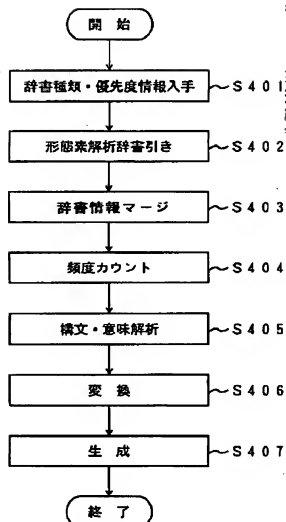 開 始
辞書種類・優先度情報入手 ～S401
形態素解析辞書引き ～S402
辞書情報マージ ～S403
頻度カウント ～S404
構文・意味解析 ～S405
変 換 ～S406
生 成 ～S407
終 了